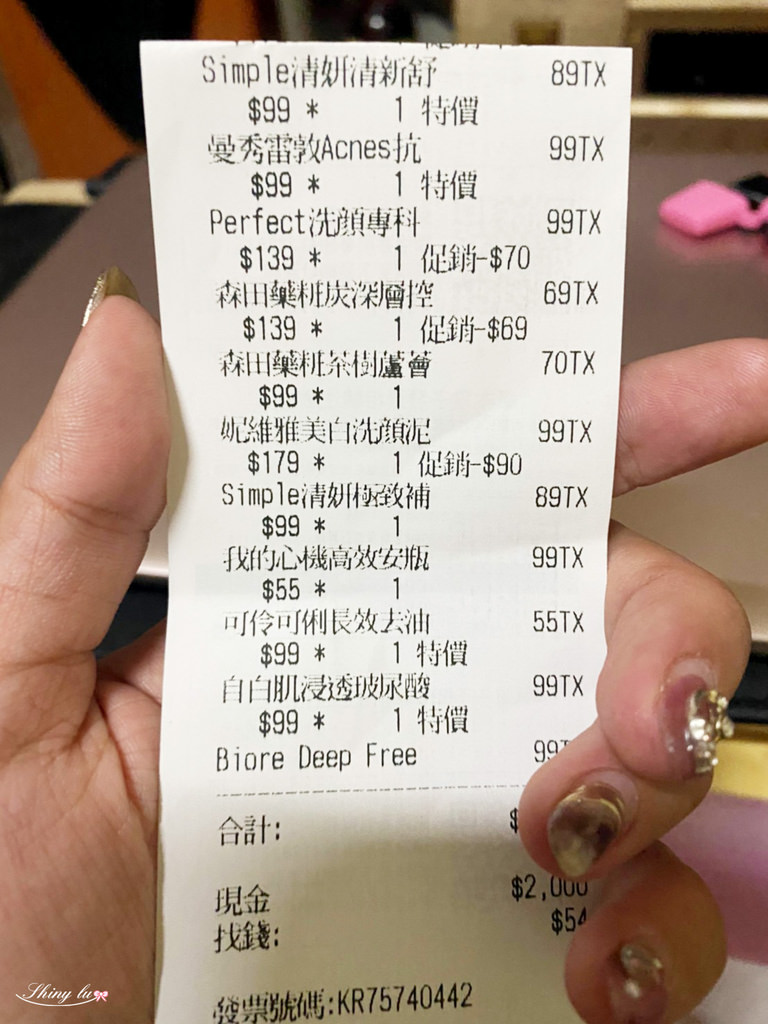 Simple清妍清新舒 89TX
$99 * 1 特價
曼秀雷敦Acnes抗 99TX
$99 * 1 特價
Perfect洗顔專科 99TX
$139 * 1 促銷-$70
森田藥粧炭深層控 69TX
$139 * 1 促銷-$69
森田藥粧茶樹蘆薈 70TX
$99 * 1
妮維雅美白洗顔泥 99TX
$179 * 1 促銷-$90
Simple清妍極致補 89TX
$99 * 1
我的心機高效安瓶 99TX
$55 * 1
可伶可俐長效去油 55TX
$99 * 1 特價
自白肌浸透玻尿酸 99TX
$99 * 1 特價
Biore Deep Free 99T
合計: $
現金 $2,000
找錢: $54
發票號碼:KR75740442
Shiny lu